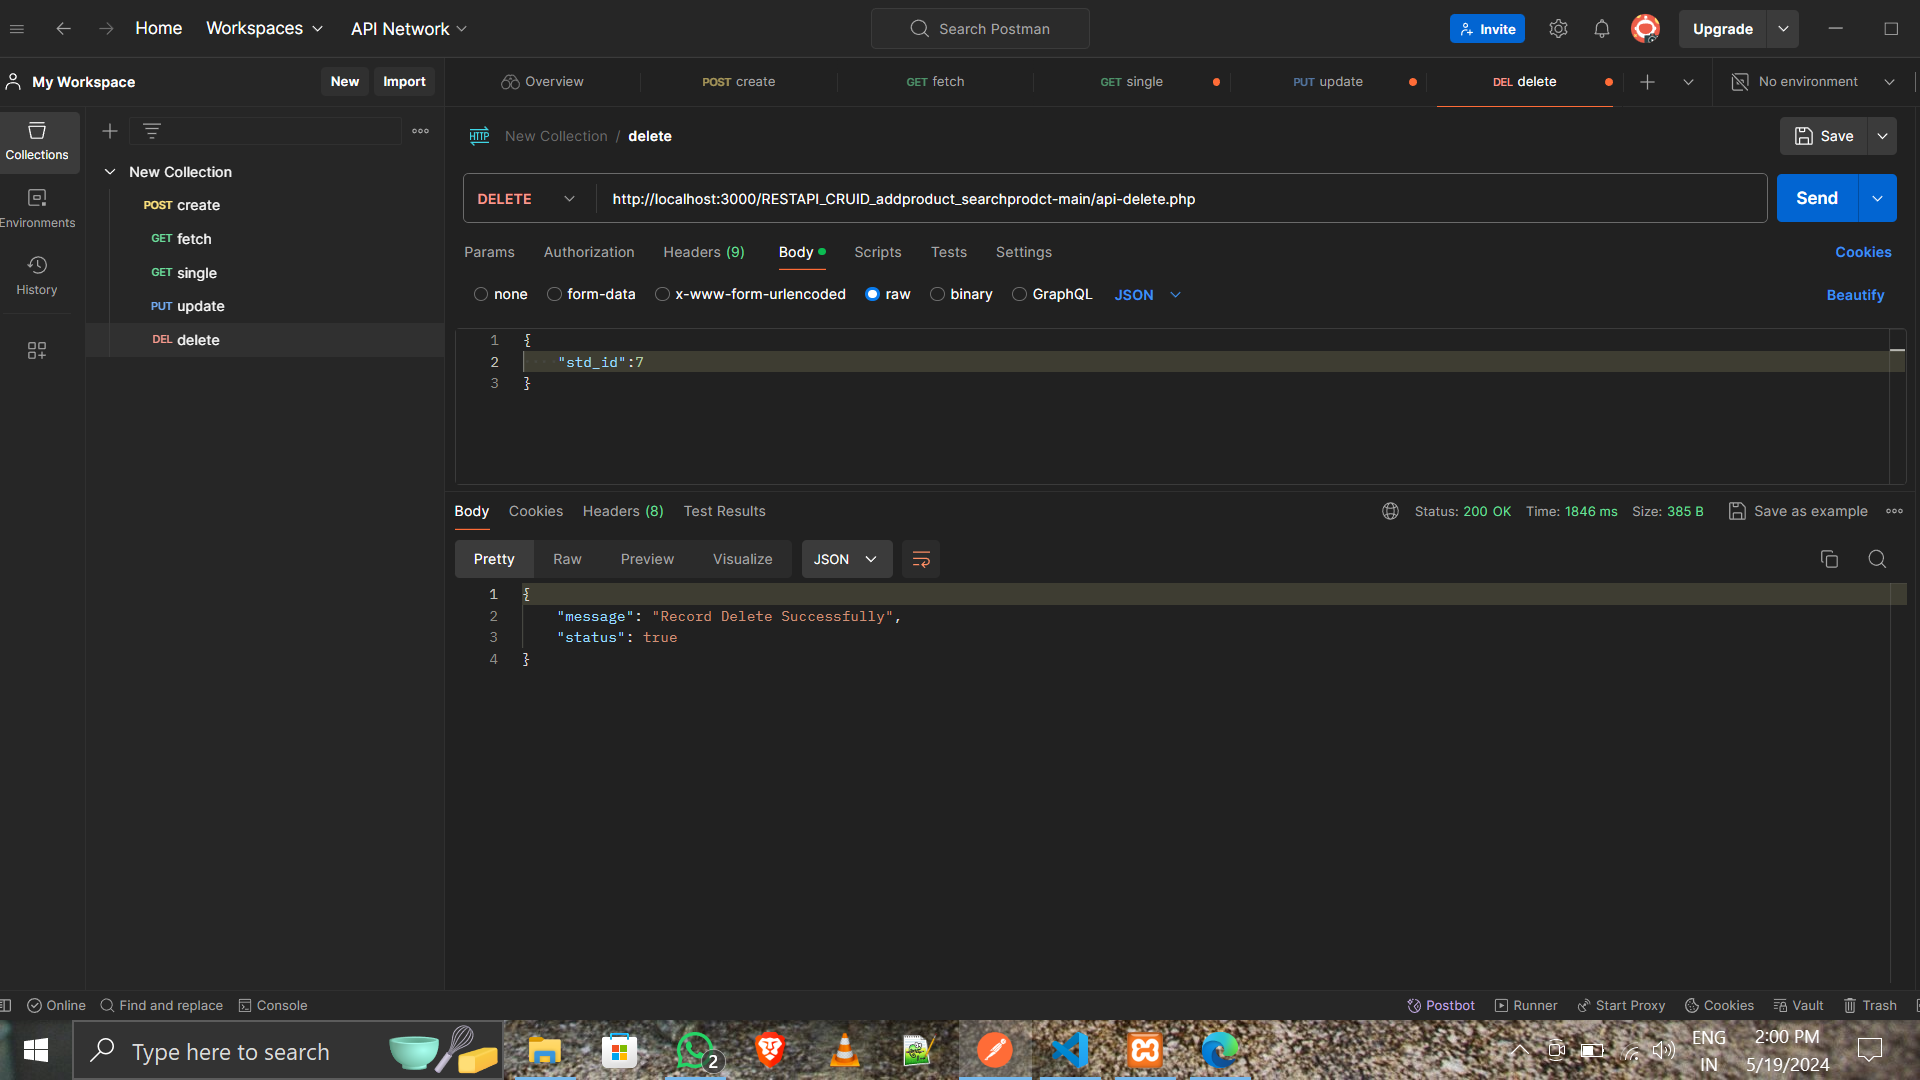 Home
Workspaces
API Network
Search Postman
Invite
Upgrade
My Workspace
New
Import
Overview
POST create
GET fetch
GET single
PUT update
DEL delete
No environment
Collections
Environments
History
New Collection
POST create
GET fetch
GET single
PUT update
DEL delete
HTTP
New Collection / delete
Save
DELETE
http://localhost:3000/RESTAPI_CRUID_addproduct_searchprodct-main/api-delete.php
Send
Params
Authorization
Headers (9)
Body
Scripts
Tests
Settings
Cookies
none
form-data
x-www-form-urlencoded
raw
binary
GraphQL
JSON
Beautify
1 {
2 "std_id":7
3 }
Body
Cookies
Headers (8)
Test Results
Status: 200 OK
Time: 1846 ms
Size: 385 B
Save as example
Pretty
Raw
Preview
Visualize
JSON
1 {
2 "message": "Record Delete Successfully",
3 "status": true
4 }
Online
Find and replace
Console
Postbot
Runner
Start Proxy
Cookies
Vault
Trash
Type here to search
2
ENG
IN
2:00 PM
5/19/2024